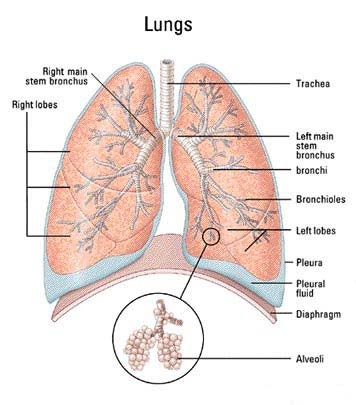 Lungs
Right main
stem bronchus
Right lobes
Trachea
Left main
stem
bronchus
bronchi
Bronchioles
Left lobes
Pleura
Pleural
fluid
Diaphragm
Alveoli